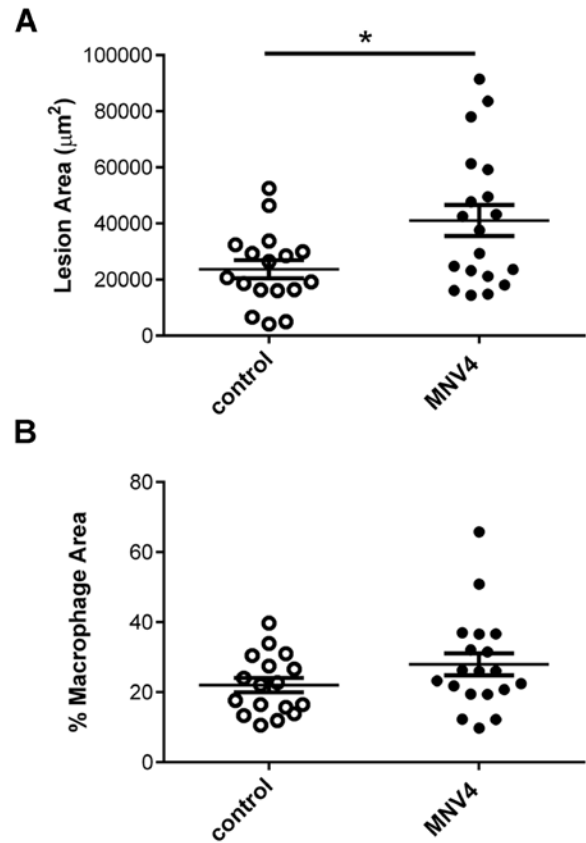 A
*
Lesion Area (μm²)
100000
80000
60000
40000
20000
0
control
MNV4
B
% Macrophage Area
80
60
40
20
0
control
MNV4